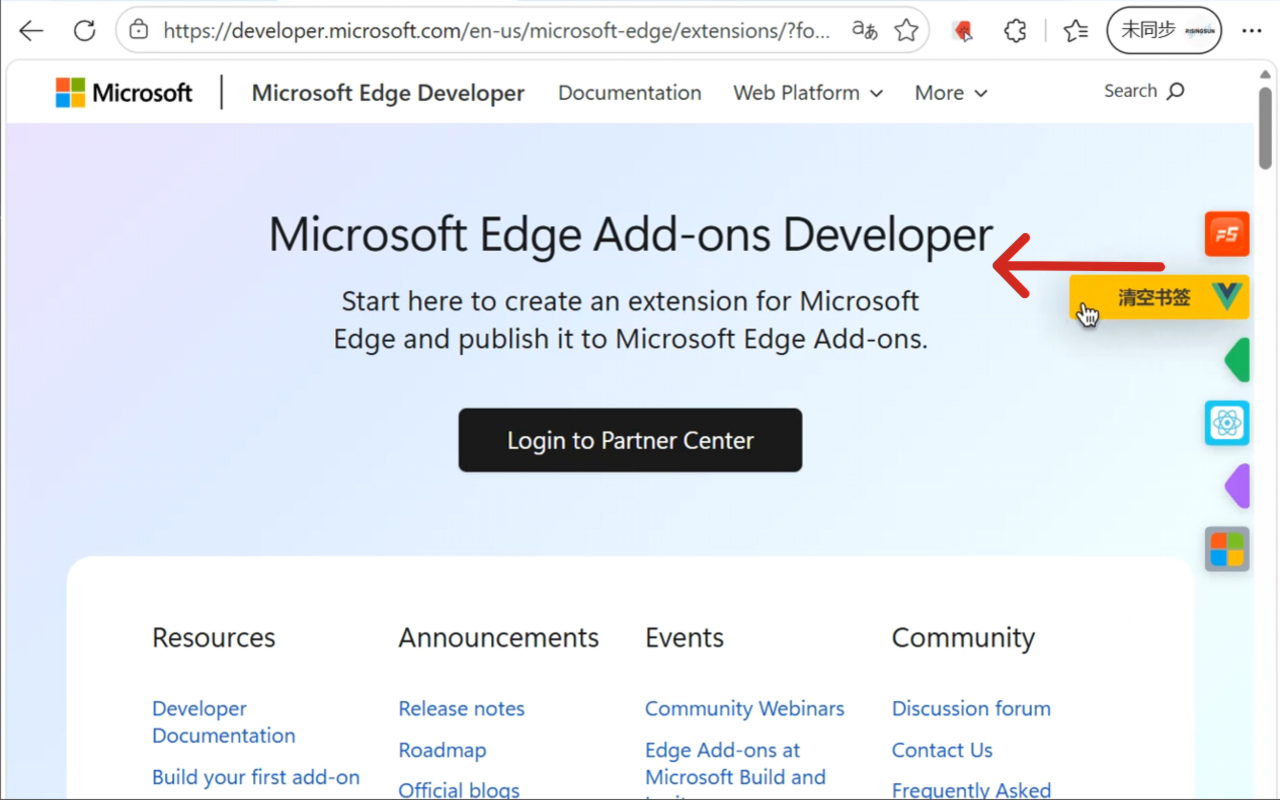 https://developer.microsoft.com/en-us/microsoft-edge/extensions/?fo...
aあ
未同步
RISINGSUN
Microsoft
Microsoft Edge Developer
Documentation
Web Platform
More
Search
Microsoft Edge Add-ons Developer
Start here to create an extension for Microsoft
Edge and publish it to Microsoft Edge Add-ons.
F5
清空书签
Login to Partner Center
Resources
Announcements
Events
Community
Developer
Documentation
Build your first add-on
Release notes
Roadmap
Official blogs
Community Webinars
Edge Add-ons at
Microsoft Build and
Discussion forum
Contact Us
Frequently Asked